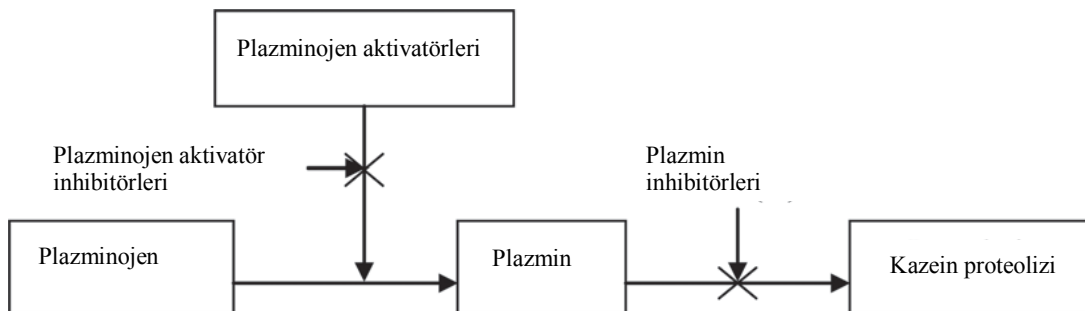 Plazminojen aktivatörleri
Plazminojen aktivatör
inhibitörleri
Plazmin
inhibitörleri
Plazminojen
Plazmin
Kazein proteolizi